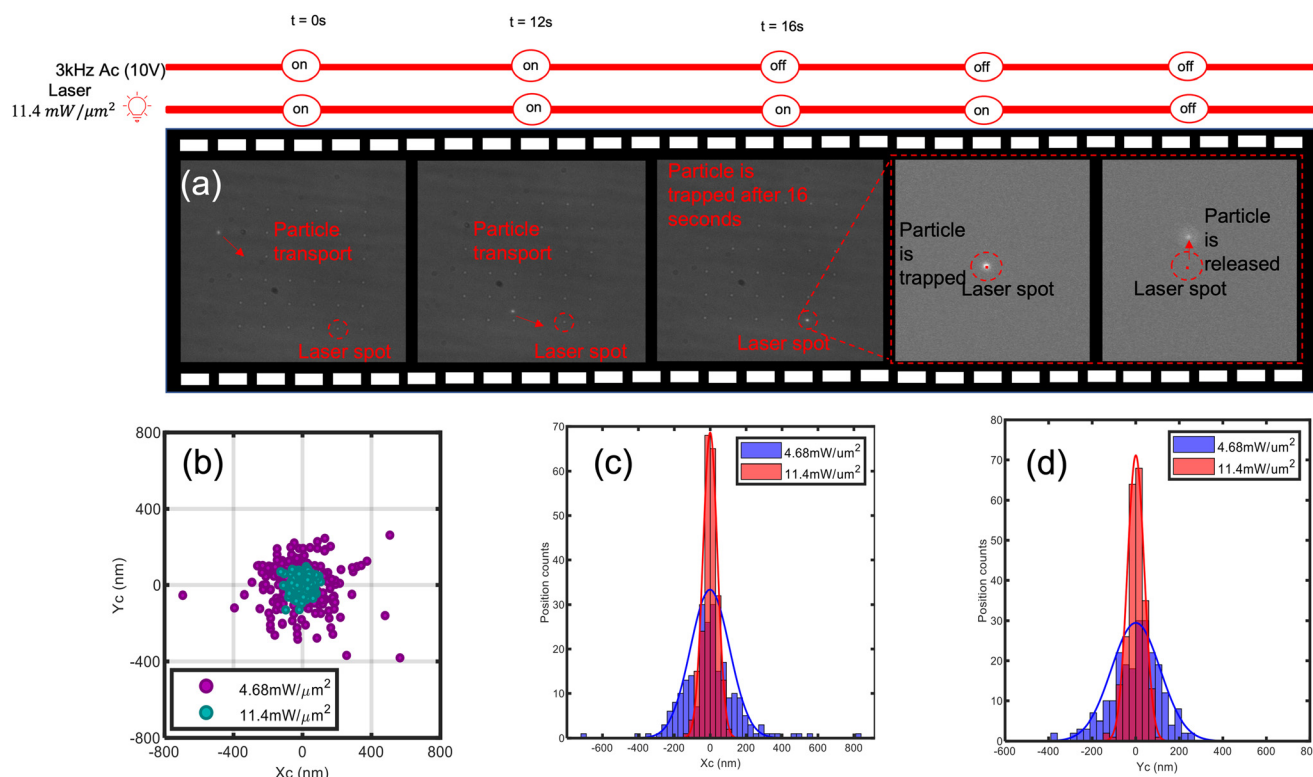 t = 0s
t = 12s
t = 16s
3kHz Ac (10V)
on
on
off
off
off
Laser
11.4 mW/μm²
on
on
on
on
off
(a)
Particle
transport
Laser spot
Particle
transport
Laser spot
Particle is
trapped after 16
seconds
Laser spot
Particle
is
trapped
Laser spot
Particle
is
released
Laser spot
(b)
800
400
0
-400
-800
-800
-400
0
400
800
Yc (nm)
Xc (nm)
4.68mW/μm²
11.4mW/μm²
(c)
70
60
50
40
30
20
10
0
-600
-400
-200
0
200
400
600
800
Position counts
Xc (nm)
4.68mW/um²
11.4mW/um²
(d)
80
70
60
50
40
30
20
10
0
-600
-400
-200
0
200
400
600
80
Position counts
Yc (nm)
4.68mW/um²
11.4mW/um²